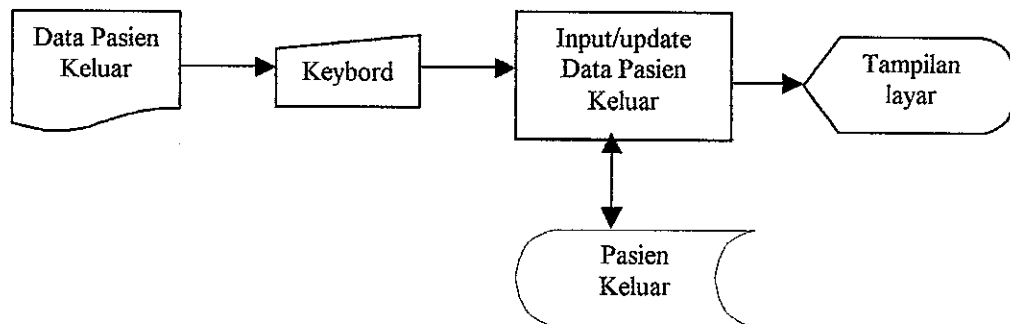 Data Pasien
Keluar
Keybord
Input/update
Data Pasien
Keluar
Tampilan
layar
Pasien
Keluar